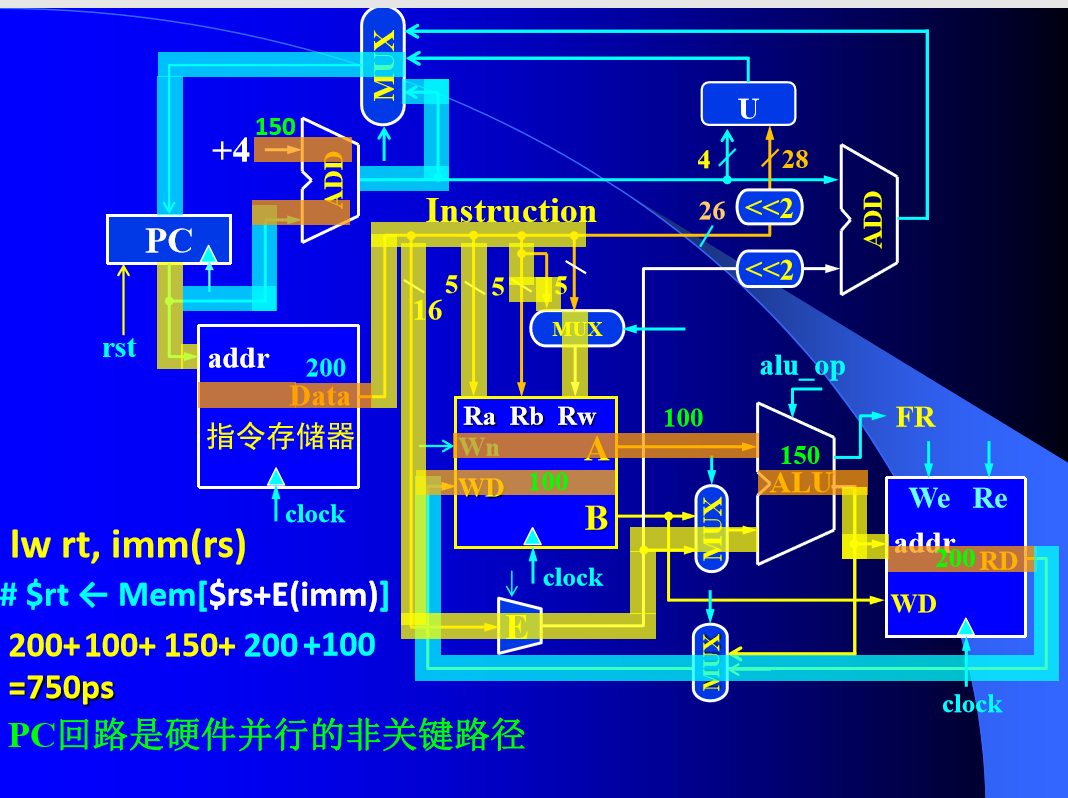 MUX
U
+4
150
ADD
4
28
26
<<2
ADD
PC
Instruction
<<2
16
5
5
5
rst
MUX
addr
200
Data
指令存储器
clock
alu_op
Ra Rb Rw
100
FR
Wn
A
150
WD
100
ALU
We Re
B
MUX
addr
200
RD
WD
clock
E
MUX
clock
lw rt, imm(rs)
# $rt ← Mem[$rs+E(imm)]
200+100+ 150+ 200 +100
=750ps
PC回路是硬件并行的非关键路径